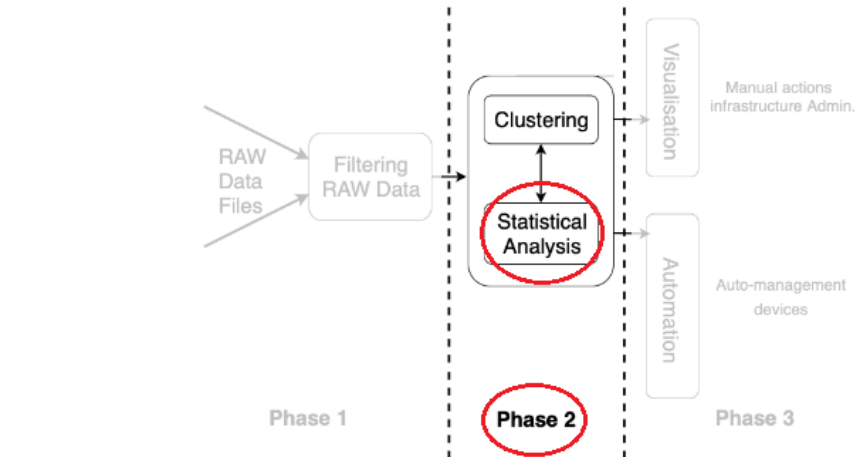 RAW
Data
Files
Filtering
RAW Data
Clustering
Statistical
Analysis
Visualisation
Manual actions
infrastructure Admin.
Automation
Auto-management
devices
Phase 1
Phase 2
Phase 3